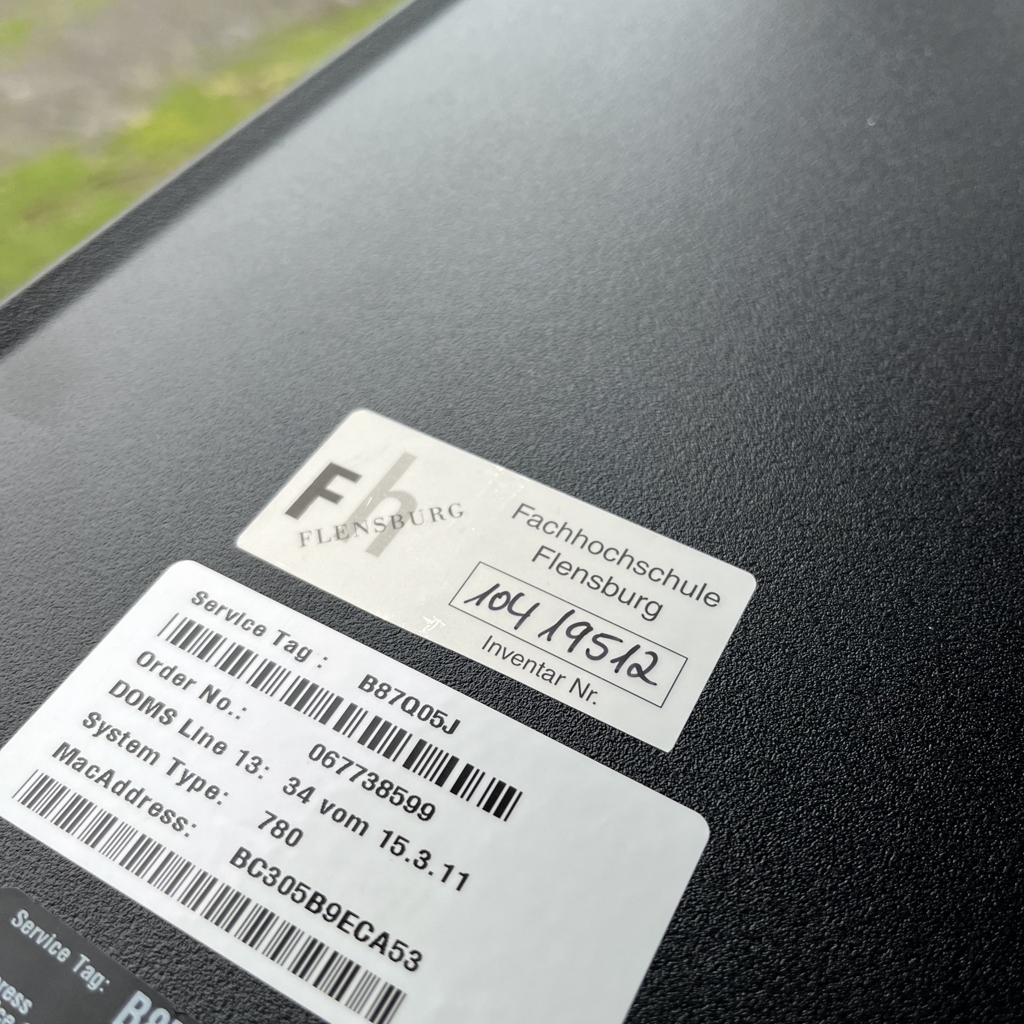 Fh
FLENSBURG
Fachhochschule
Flensburg
104 / 19512
Inventar Nr.
Service Tag : B87Q05J
Order No.: 067738599
DOMS Line 13: 34 vom 15.3.11
System Type: 780
MacAddress: BC305B9ECA53
Service Tag: